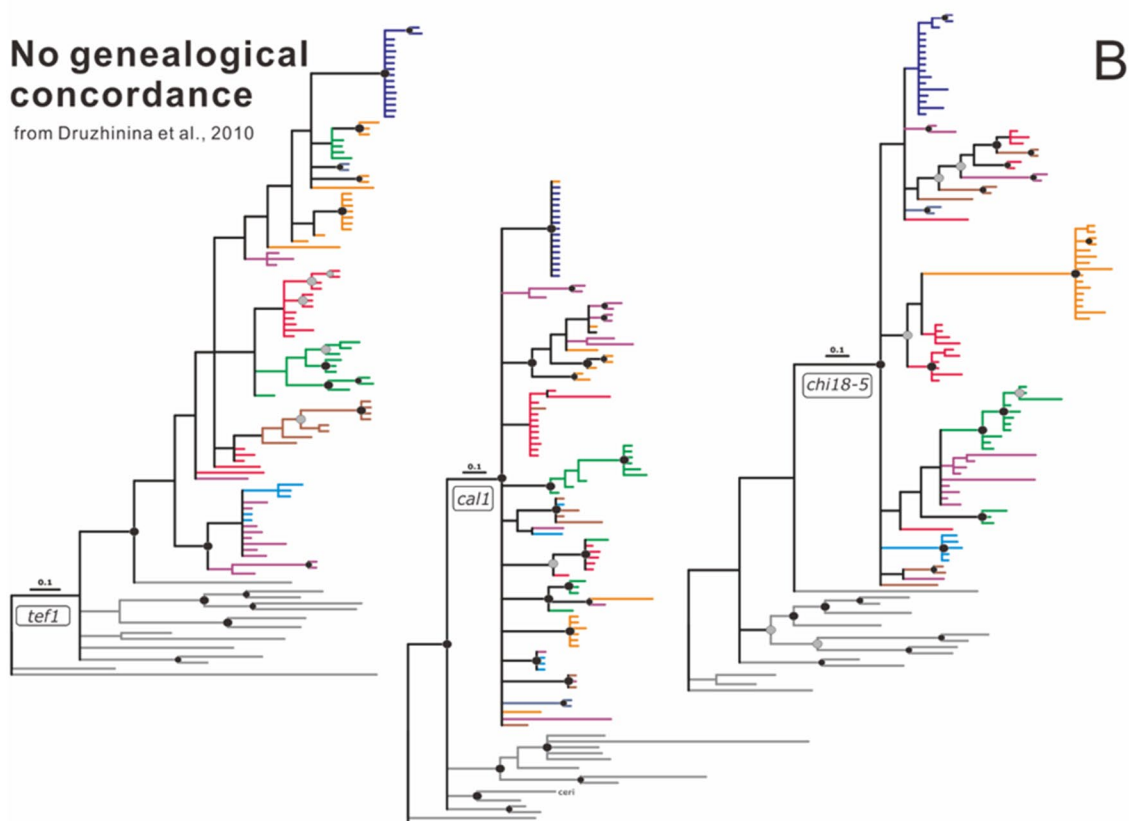 No genealogical
concordance
from Druzhinina et al., 2010
B
0.1
tef1
0.1
cal1
0.1
chi18-5
ceri